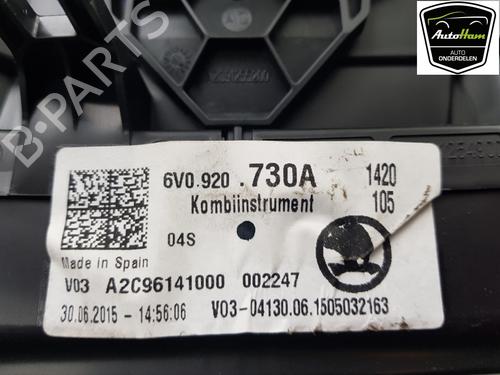 AutoHam
AUTO
ONDERDELEN
B-PARTS
6V0.920 730A 1420
Kombiinstrument 105
04S
Made in Spain
V03 A2C96141000 002247
30.06.2015 - 14:56:06 V03-04130.06.1505032163